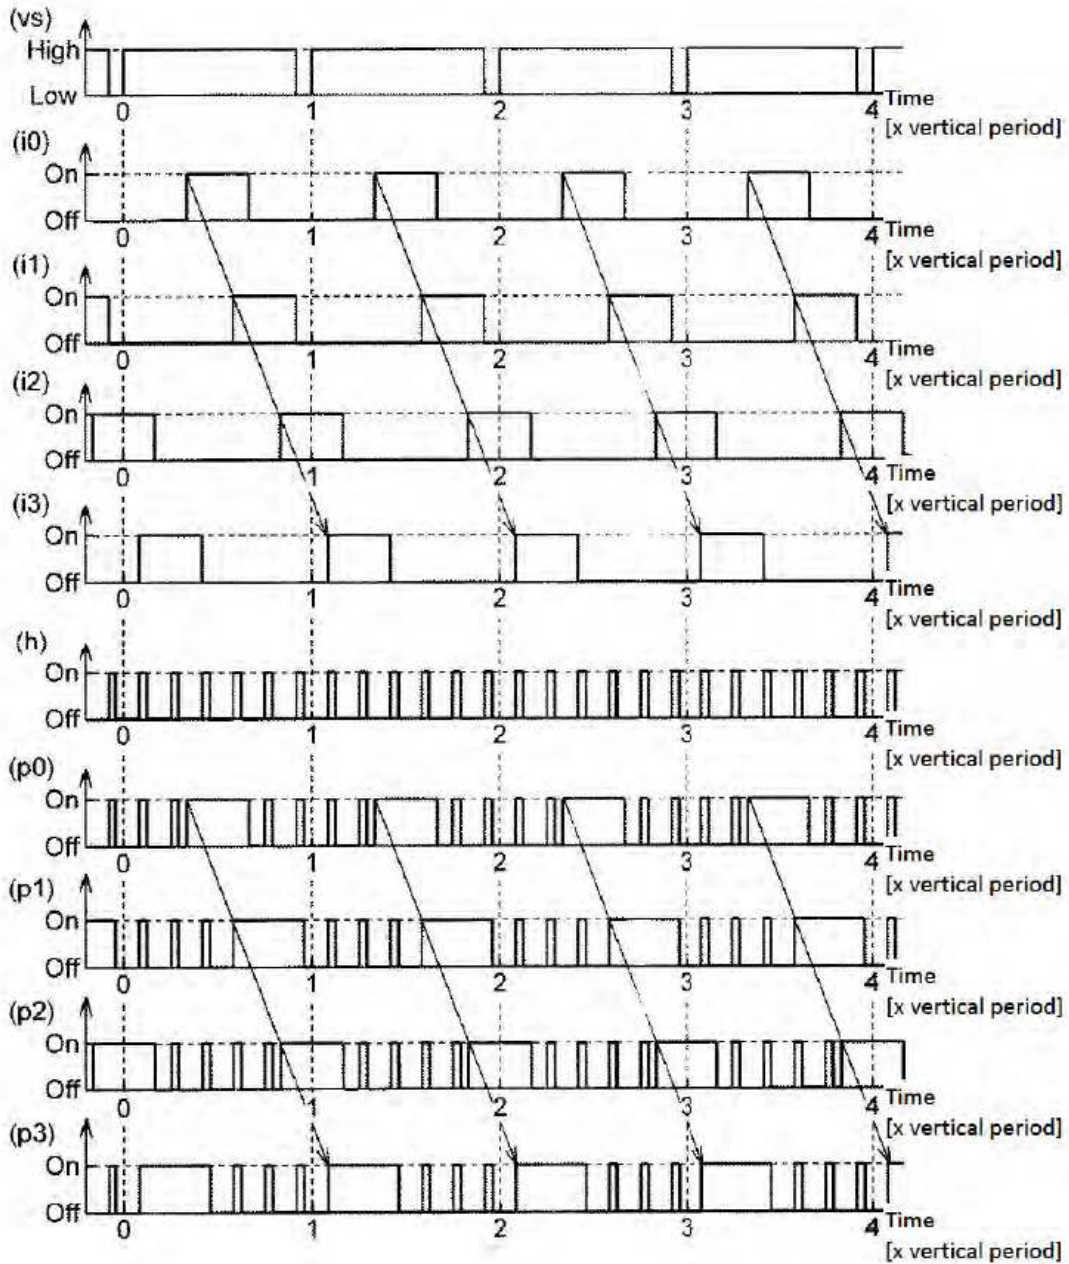 (vs)
High
Low
0 1 2 3 4 Time
[x vertical period]
(i0)
On
Off
0 1 2 3 4 Time
[x vertical period]
(i1)
On
Off
0 1 2 3 4 Time
[x vertical period]
(i2)
On
Off
0 1 2 3 4 Time
[x vertical period]
(i3)
On
Off
0 1 2 3 4 Time
[x vertical period]
(h)
On
Off
0 1 2 3 4 Time
[x vertical period]
(p0)
On
Off
0 1 2 3 4 Time
[x vertical period]
(p1)
On
Off
0 1 2 3 4 Time
[x vertical period]
(p2)
On
Off
0 1 2 3 4 Time
[x vertical period]
(p3)
On
Off
0 1 2 3 4 Time
[x vertical period]